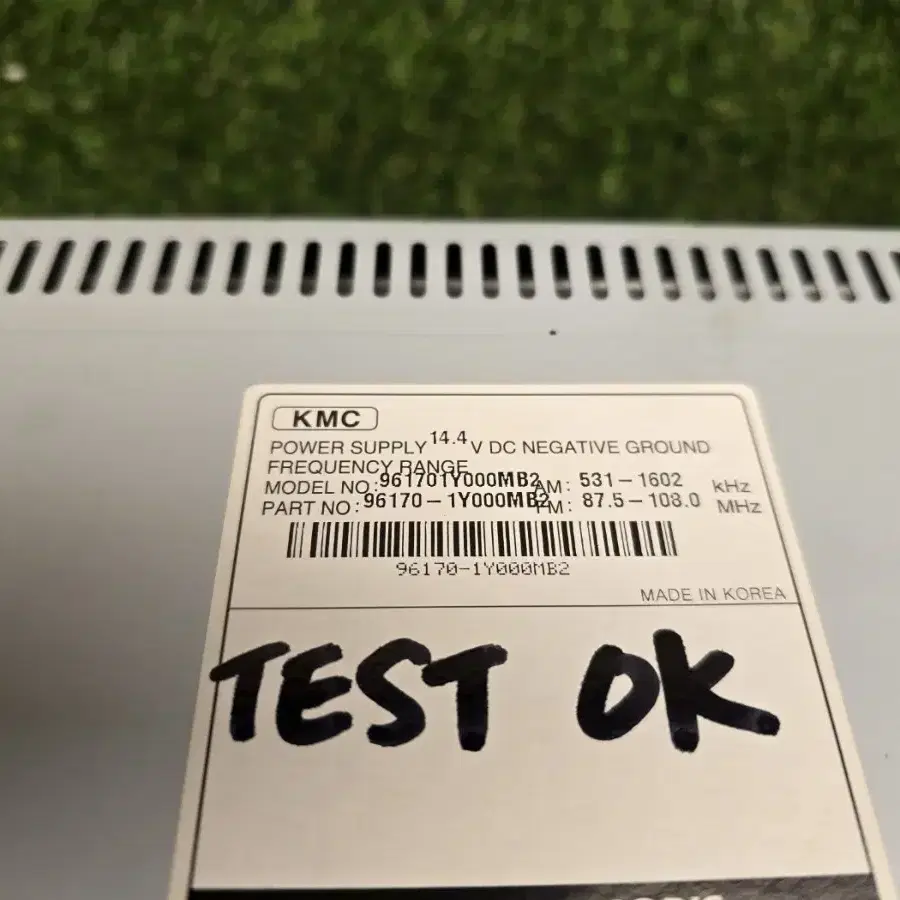 KMC
POWER SUPPLY 14.4 V DC NEGATIVE GROUND
FREQUENCY RANGE
MODEL NO: 961701Y000MB2 AM: 531-1602 kHz
PART NO: 96170-1Y000MB2 FM: 87.5-108.0 MHz
96170-1Y000MB2
MADE IN KOREA
TEST OK